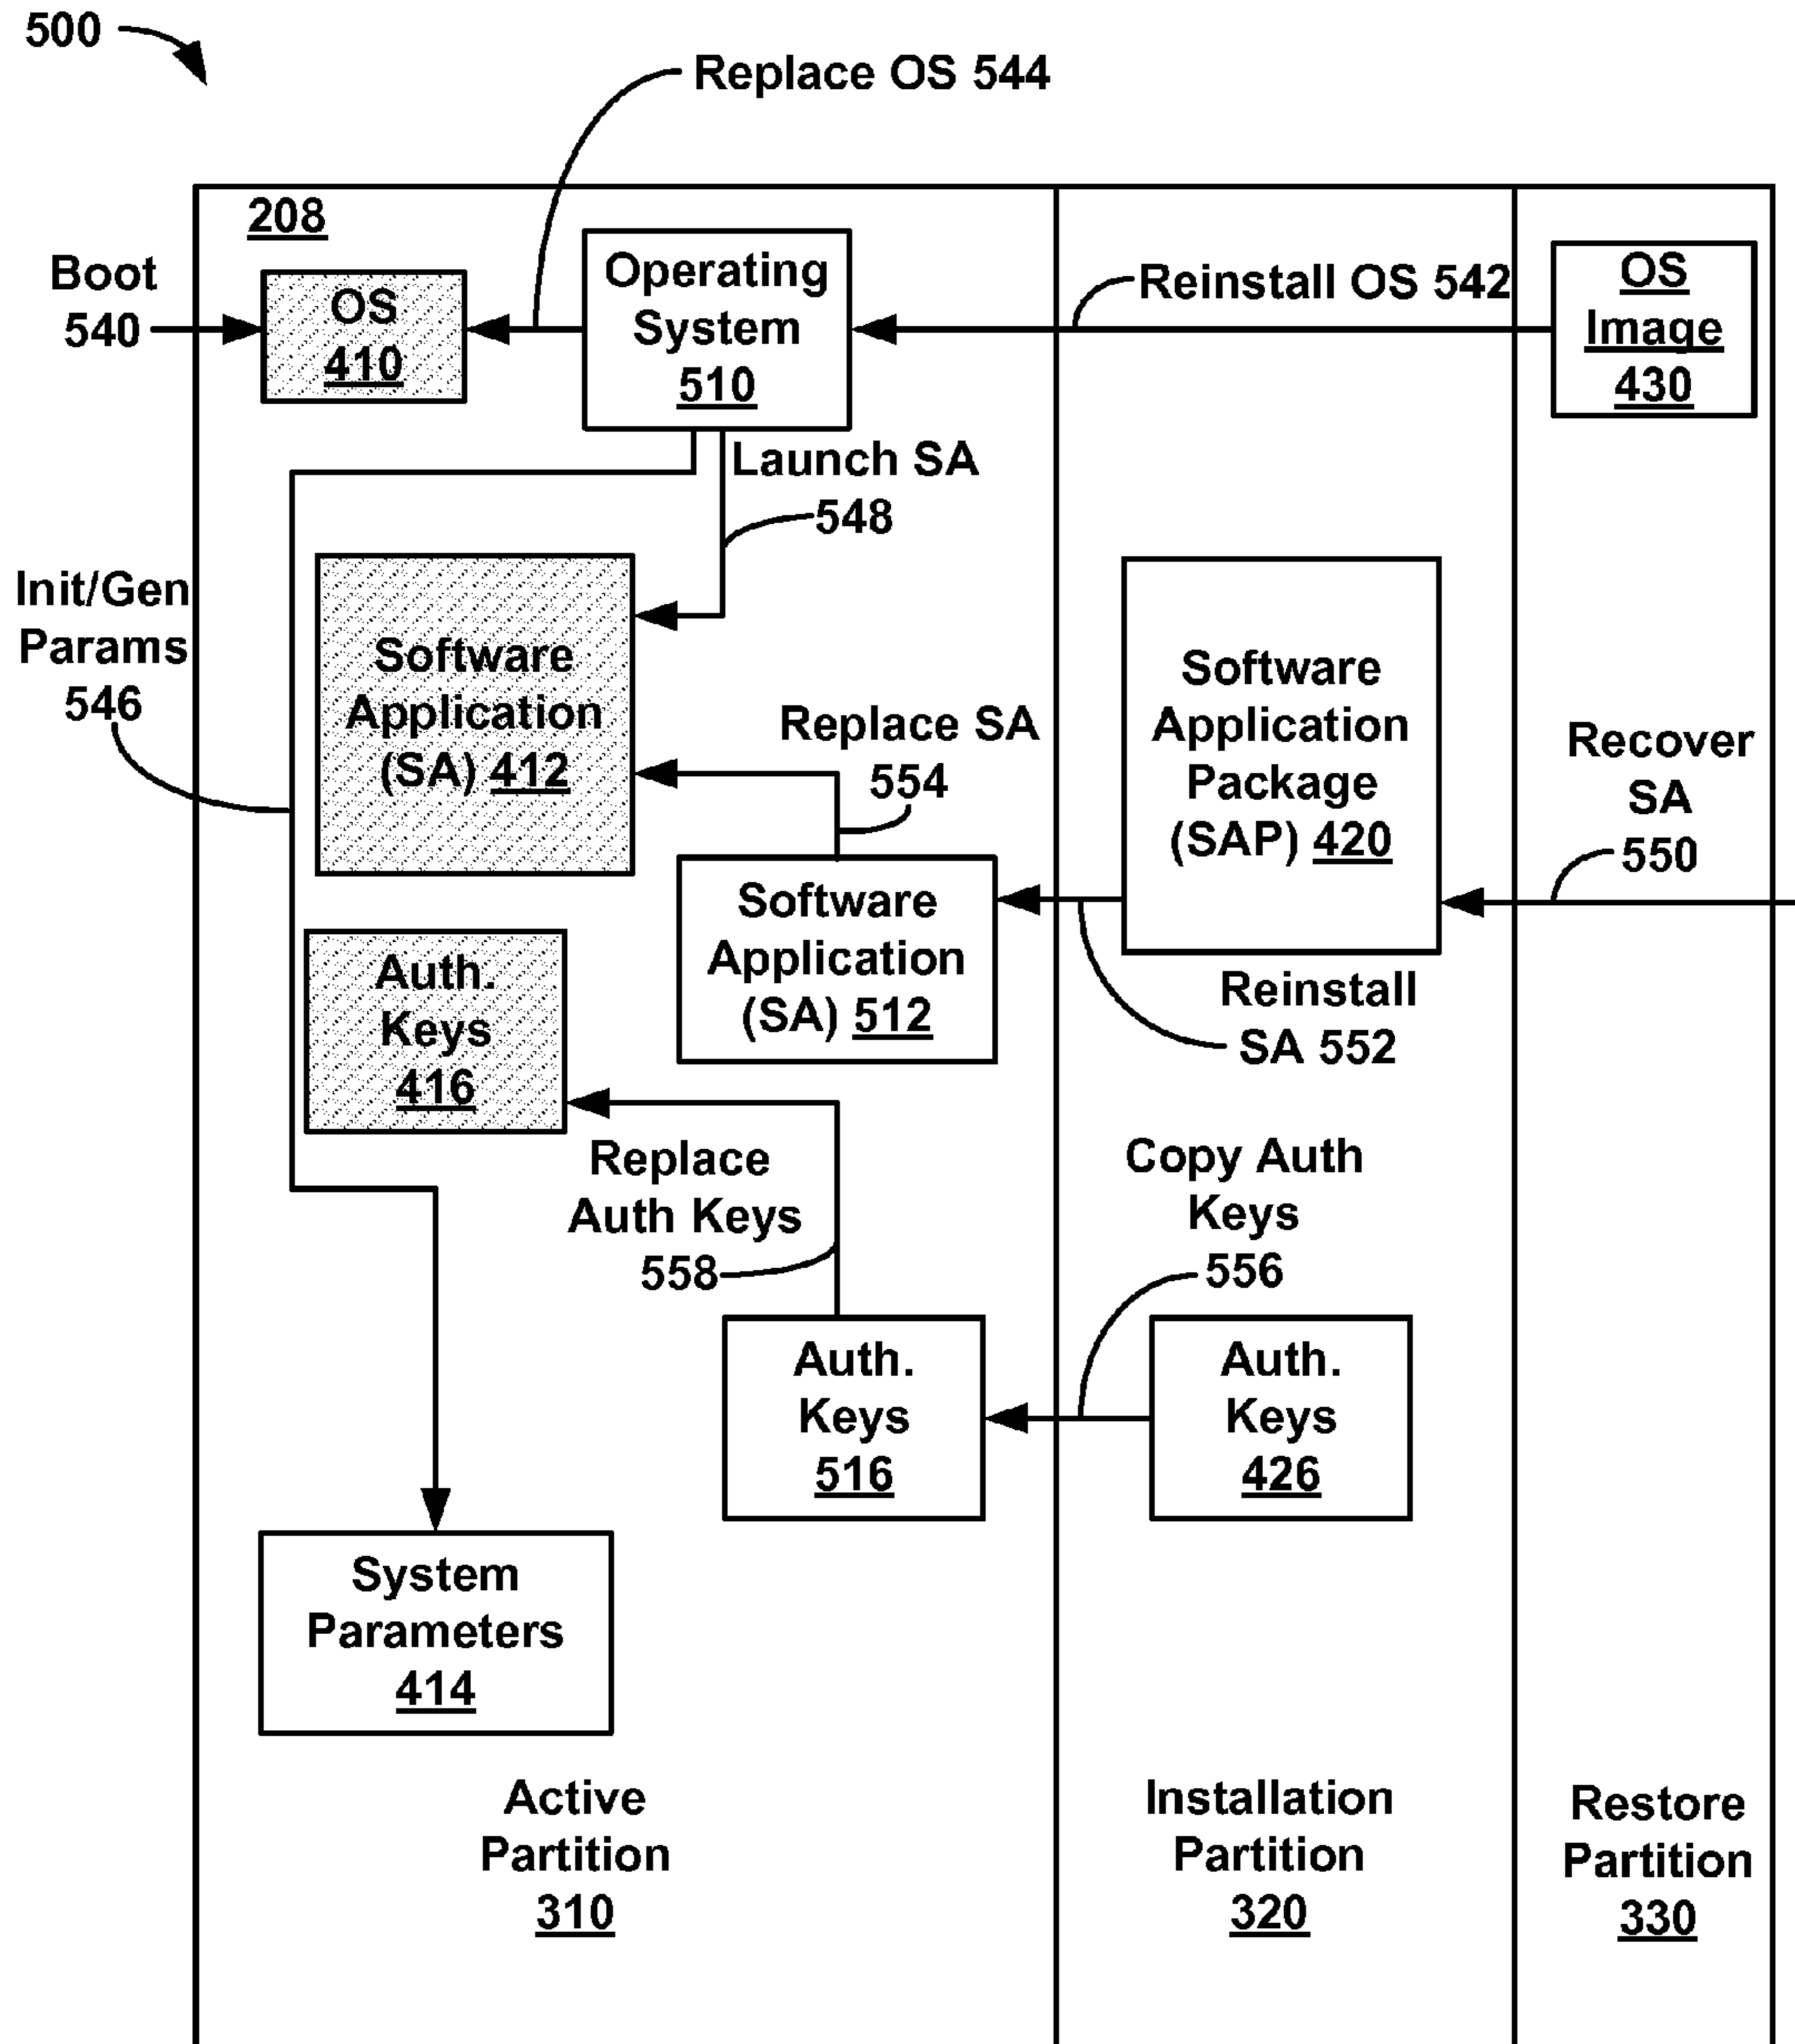 500
Replace OS 544
208
Boot
540
OS
410
Operating
System
510
Reinstall OS 542
OS
Image
430
Launch SA
548
Init/Gen
Params
546
Software
Application
(SA) 412
Replace SA
554
Software
Application
Package
(SAP) 420
Recover
SA
550
Software
Application
(SA) 512
Reinstall
SA 552
Auth.
Keys
416
Replace
Auth Keys
558
Copy Auth
Keys
556
Auth.
Keys
516
Auth.
Keys
426
System
Parameters
414
Active
Partition
310
Installation
Partition
320
Restore
Partition
330